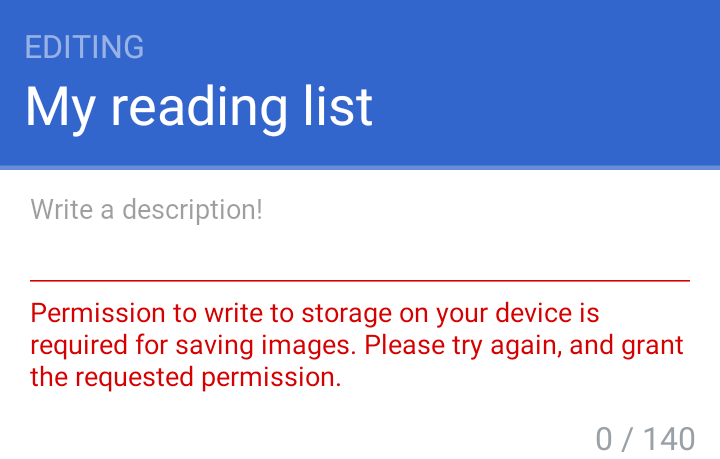 EDITING
My reading list
Write a description!
Permission to write to storage on your device is
required for saving images. Please try again, and grant
the requested permission.
0 / 140